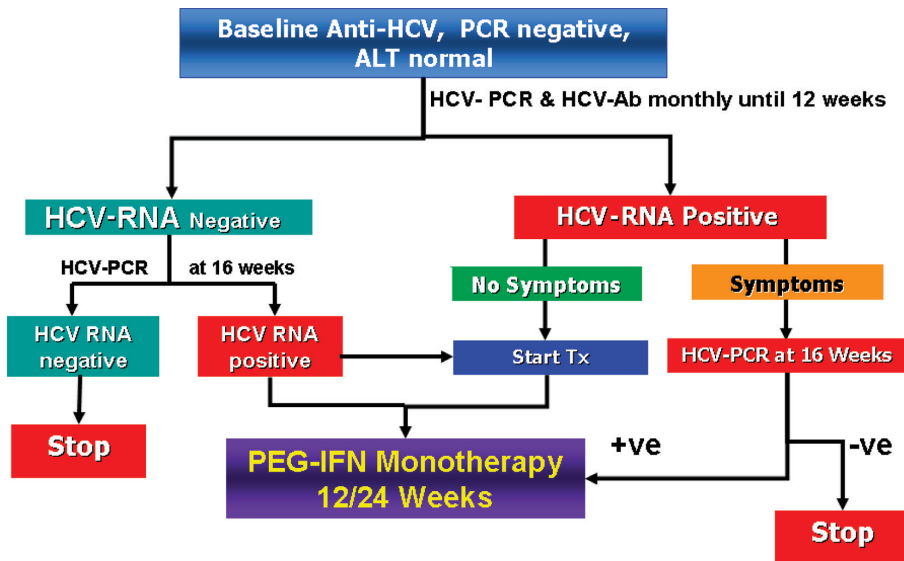 Baseline Anti-HCV, PCR negative,
ALT normal
HCV- PCR & HCV-Ab monthly until 12 weeks
HCV-RNA Negative
HCV-RNA Positive
HCV-PCR at 16 weeks
No Symptoms
Symptoms
HCV RNA
negative
HCV RNA
positive
Start Tx
HCV-PCR at 16 Weeks
Stop
PEG-IFN Monotherapy
12/24 Weeks
+ve
-ve
Stop